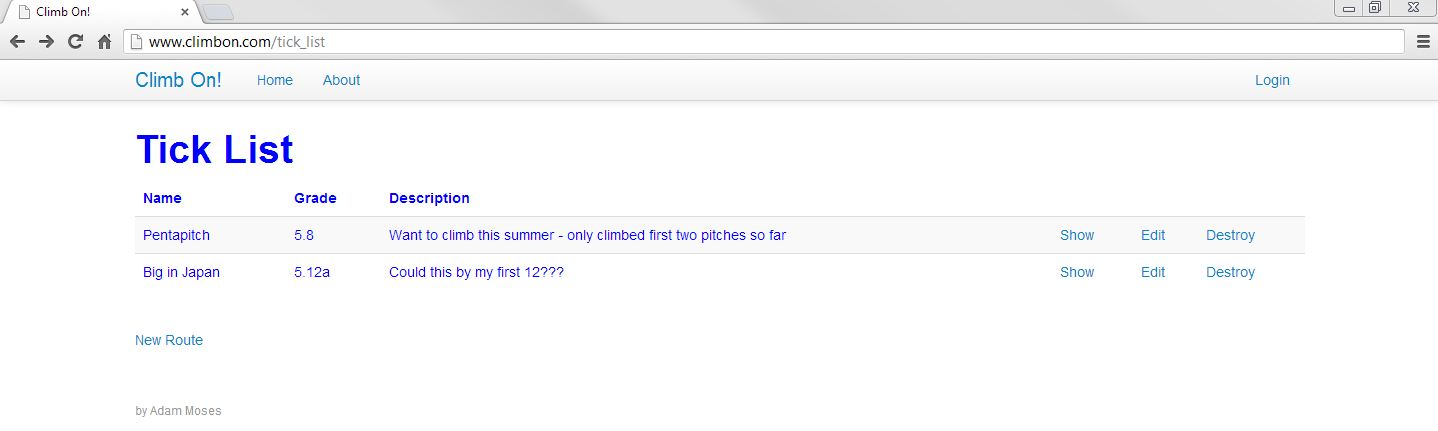 Climb On!
www.climbon.com/tick_list
Climb On! Home About Login
Tick List
Name Grade Description
Pentapitch 5.8 Want to climb this summer - only climbed first two pitches so far Show Edit Destroy
Big in Japan 5.12a Could this by my first 12??? Show Edit Destroy
New Route
by Adam Moses